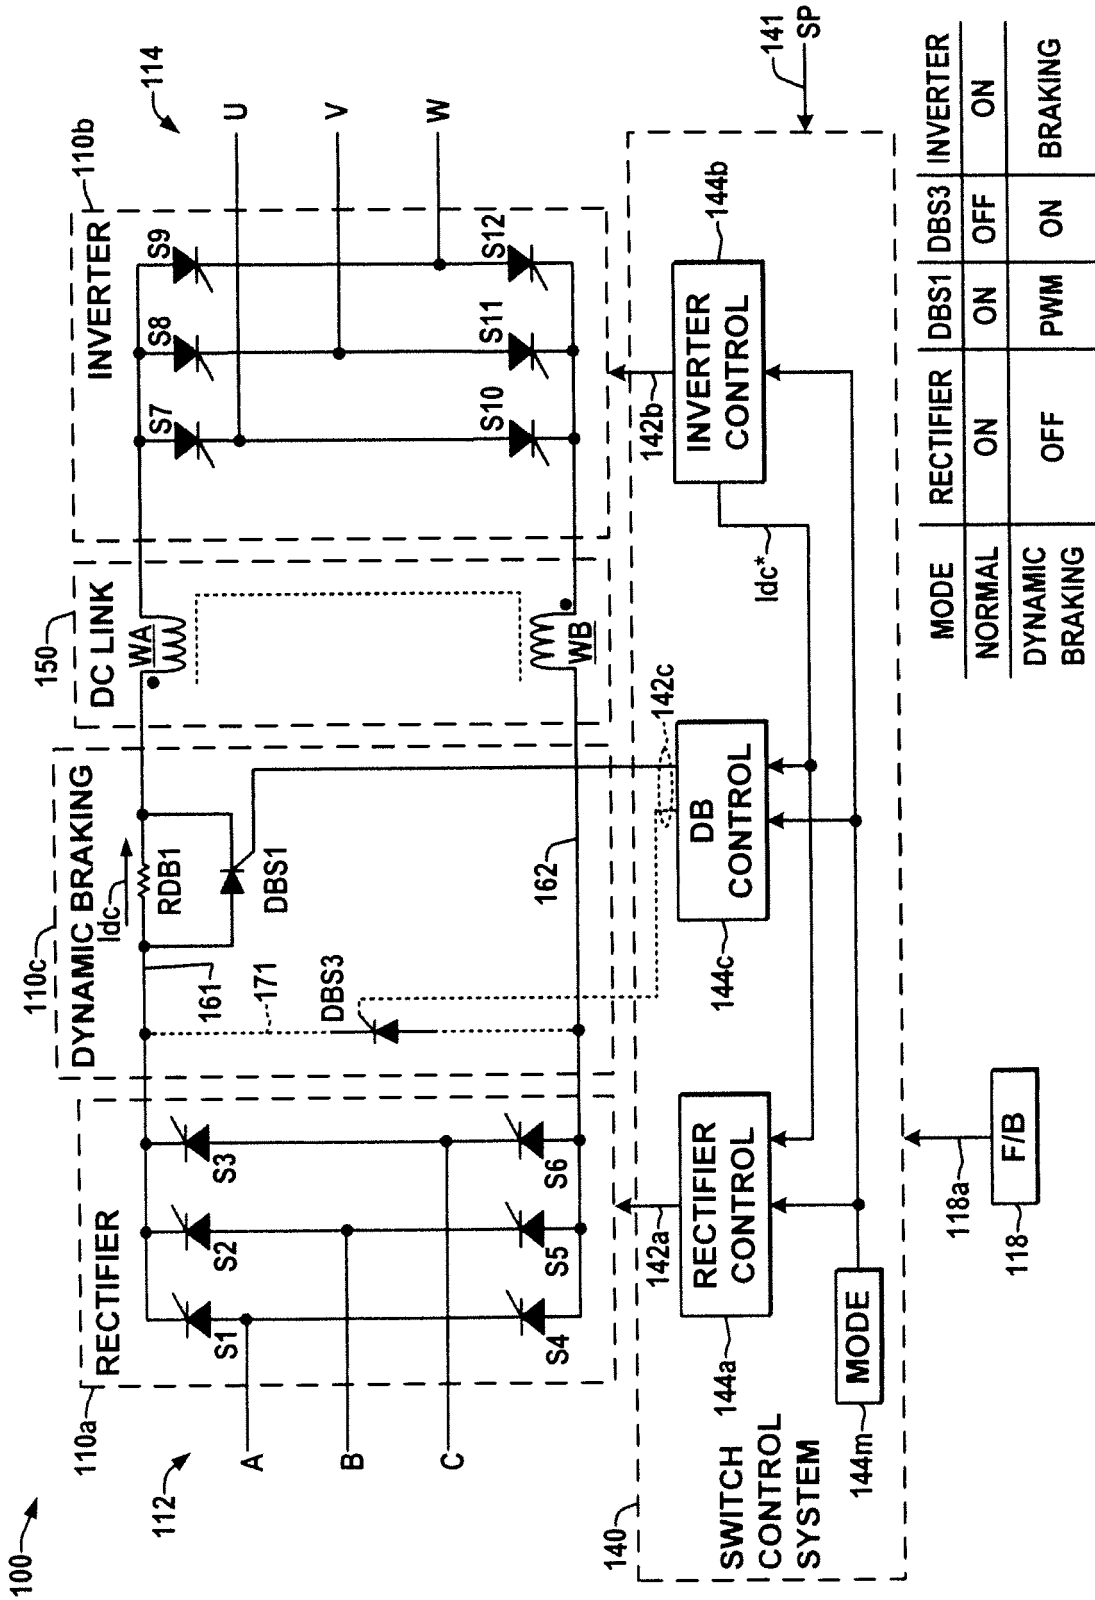 100
112
114
110a
RECTIFIER
S1
S2
S3
S4
S5
S6
A
B
C
110c
DYNAMIC BRAKING
Idc
RDB1
DBS1
161
171
DBS3
162
150
DC LINK
WA
WB
110b
INVERTER
S7
S8
S9
S10
S11
S12
U
V
W
140
SWITCH
CONTROL
SYSTEM
142a
RECTIFIER
CONTROL
144a
142c
DB
CONTROL
144c
142b
INVERTER
CONTROL
144b
Idc*
MODE
144m
141
SP
118a
F/B
118
MODE RECTIFIER DBS1 DBS3 INVERTER
NORMAL ON ON OFF ON
DYNAMIC
BRAKING OFF PWM ON BRAKING